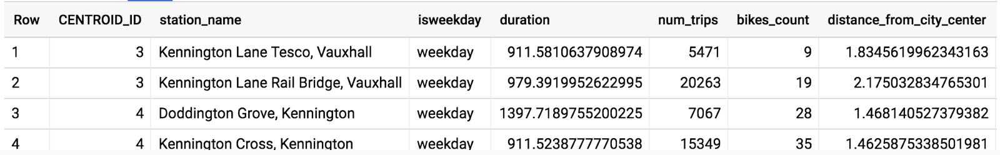 Row CENTROID_ID station_name isweekday duration num_trips bikes_count distance_from_city_center
1 3 Kennington Lane Tesco, Vauxhall weekday 911.5810637908974 5471 9 1.8345619962343163
2 3 Kennington Lane Rail Bridge, Vauxhall weekday 979.3919952622995 20263 19 2.175032834765301
3 4 Doddington Grove, Kennington weekday 1397.7189755200225 7067 28 1.468140527379382
4 4 Kennington Cross, Kennington weekday 911.5238777770538 15349 35 1.4625875338501981